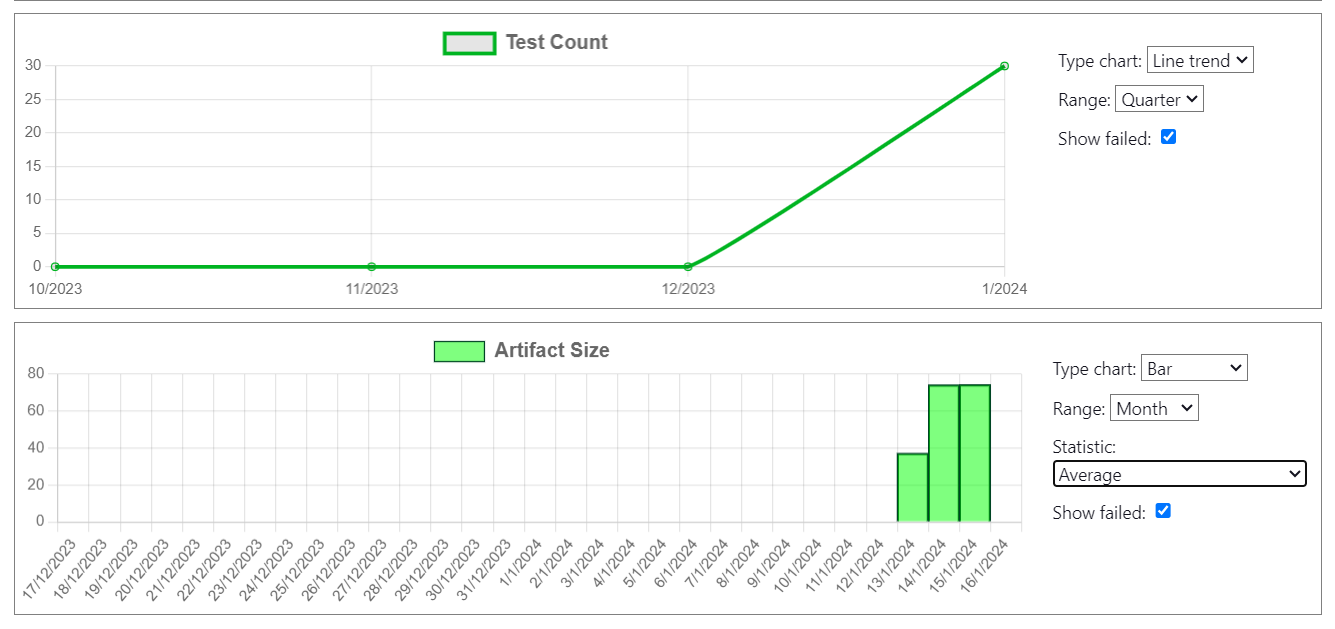 Test Count
30
25
20
15
10
5
0
10/2023 11/2023 12/2023 1/2024
Type chart: Line trend
Range: Quarter
Show failed:
Artifact Size
80
60
40
20
0
17/12/2023 18/12/2023 19/12/2023 20/12/2023 21/12/2023 22/12/2023 23/12/2023 24/12/2023 25/12/2023 26/12/2023 27/12/2023 28/12/2023 29/12/2023 30/12/2023 31/12/2023 1/1/2024 2/1/2024 3/1/2024 4/1/2024 5/1/2024 6/1/2024 7/1/2024 8/1/2024 9/1/2024 10/1/2024 11/1/2024 12/1/2024 13/1/2024 14/1/2024 15/1/2024 16/1/2024
Type chart: Bar
Range: Month
Statistic:
Average
Show failed: